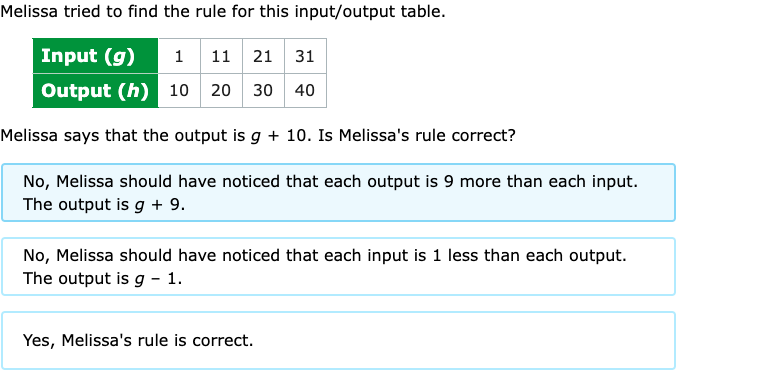 Melissa tried to find the rule for this input/output table.
Input (g) 1 11 21 31
Output (h) 10 20 30 40
Melissa says that the output is g + 10. Is Melissa's rule correct?
No, Melissa should have noticed that each output is 9 more than each input.
The output is g + 9.
No, Melissa should have noticed that each input is 1 less than each output.
The output is g − 1.
Yes, Melissa's rule is correct.